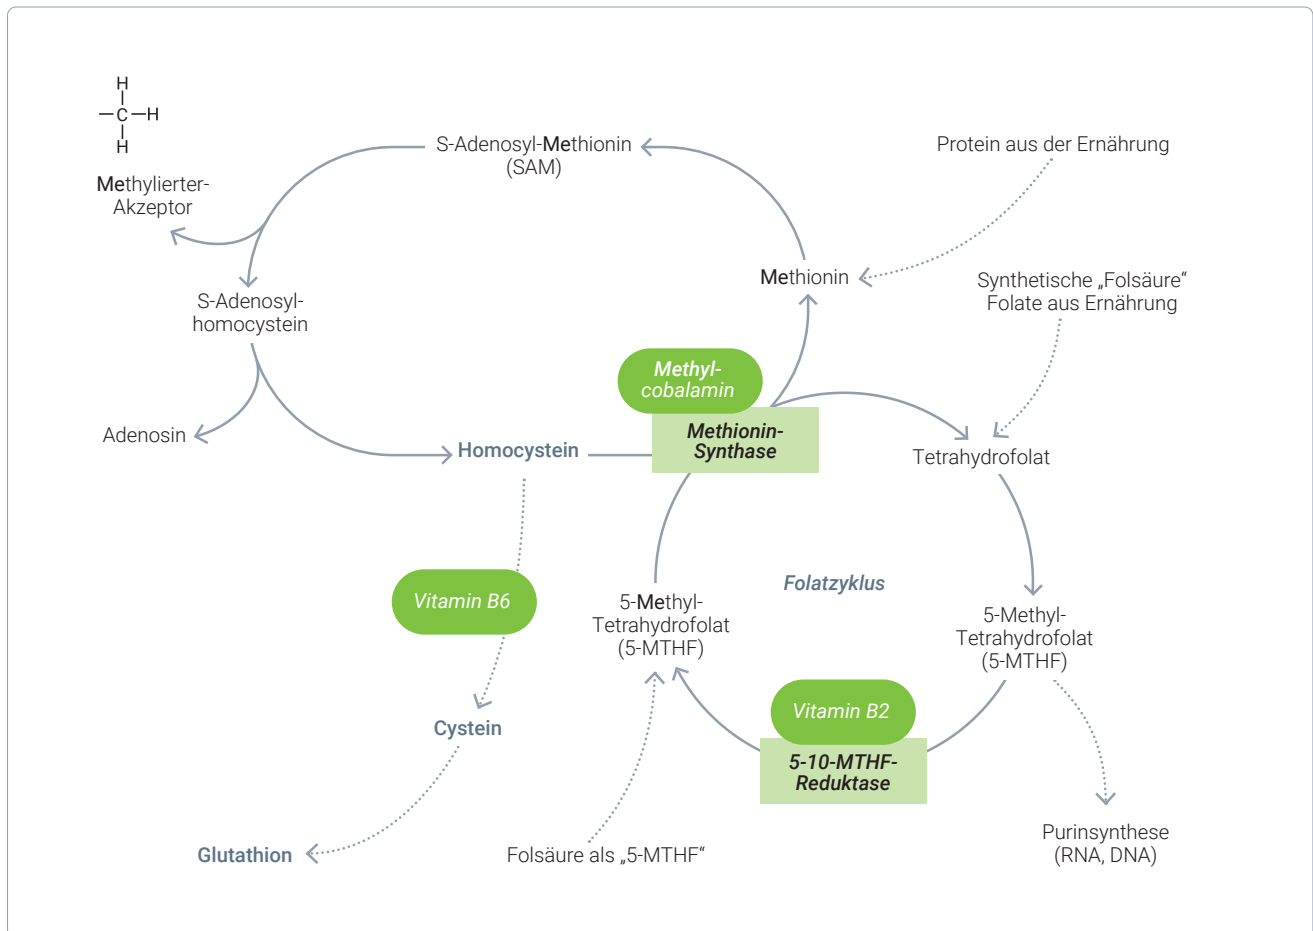 H
C
H
H
Methylierter-
Akzeptor
S-Adenosyl-Methionin
(SAM)
Protein aus der Ernährung
Methionin
Synthetische „Folsäure“
Folate aus Ernährung
S-Adenosyl-
homocystein
Methyl-
cobalamin
Methionin-
Synthase
Adenosin
Homocystein
Tetrahydrofolat
Folatzyklus
Vitamin B6
5-Methyl-
Tetrahydrofolat
(5-MTHF)
5-Methyl-
Tetrahydrofolat
(5-MTHF)
Vitamin B2
5-10-MTHF-
Reduktase
Cystein
Glutathion
Folsäure als „5-MTHF“
Purinsynthese
(RNA, DNA)